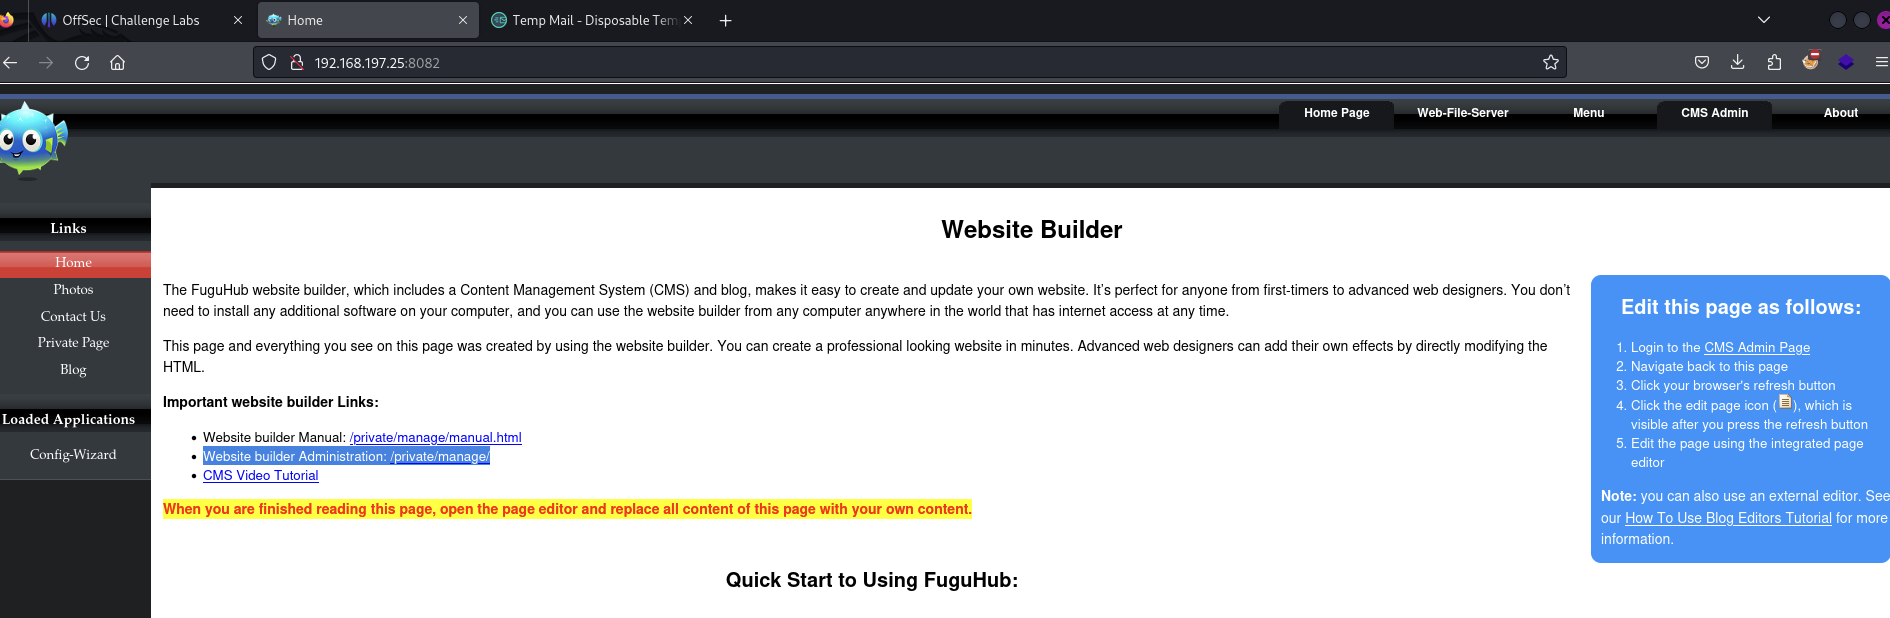 OffSec | Challenge Labs
Home
Temp Mail - Disposable Tem
192.168.197.25:8082
Home Page
Web-File-Server
Menu
CMS Admin
About
Links
Home
Photos
Contact Us
Private Page
Blog
Loaded Applications
Config-Wizard
Website Builder
The FuguHub website builder, which includes a Content Management System (CMS) and blog, makes it easy to create and update your own website. It’s perfect for anyone from first-timers to advanced web designers. You don’t
need to install any additional software on your computer, and you can use the website builder from any computer anywhere in the world that has internet access at any time.
This page and everything you see on this page was created by using the website builder. You can create a professional looking website in minutes. Advanced web designers can add their own effects by directly modifying the
HTML.
Important website builder Links:
Website builder Manual: /private/manage/manual.html
Website builder Administration: /private/manage/
CMS Video Tutorial
When you are finished reading this page, open the page editor and replace all content of this page with your own content.
Quick Start to Using FuguHub:
Edit this page as follows:
1. Login to the CMS Admin Page
2. Navigate back to this page
3. Click your browser's refresh button
4. Click the edit page icon ( ), which is
visible after you press the refresh button
5. Edit the page using the integrated page
editor
Note: you can also use an external editor. See
our How To Use Blog Editors Tutorial for more
information.